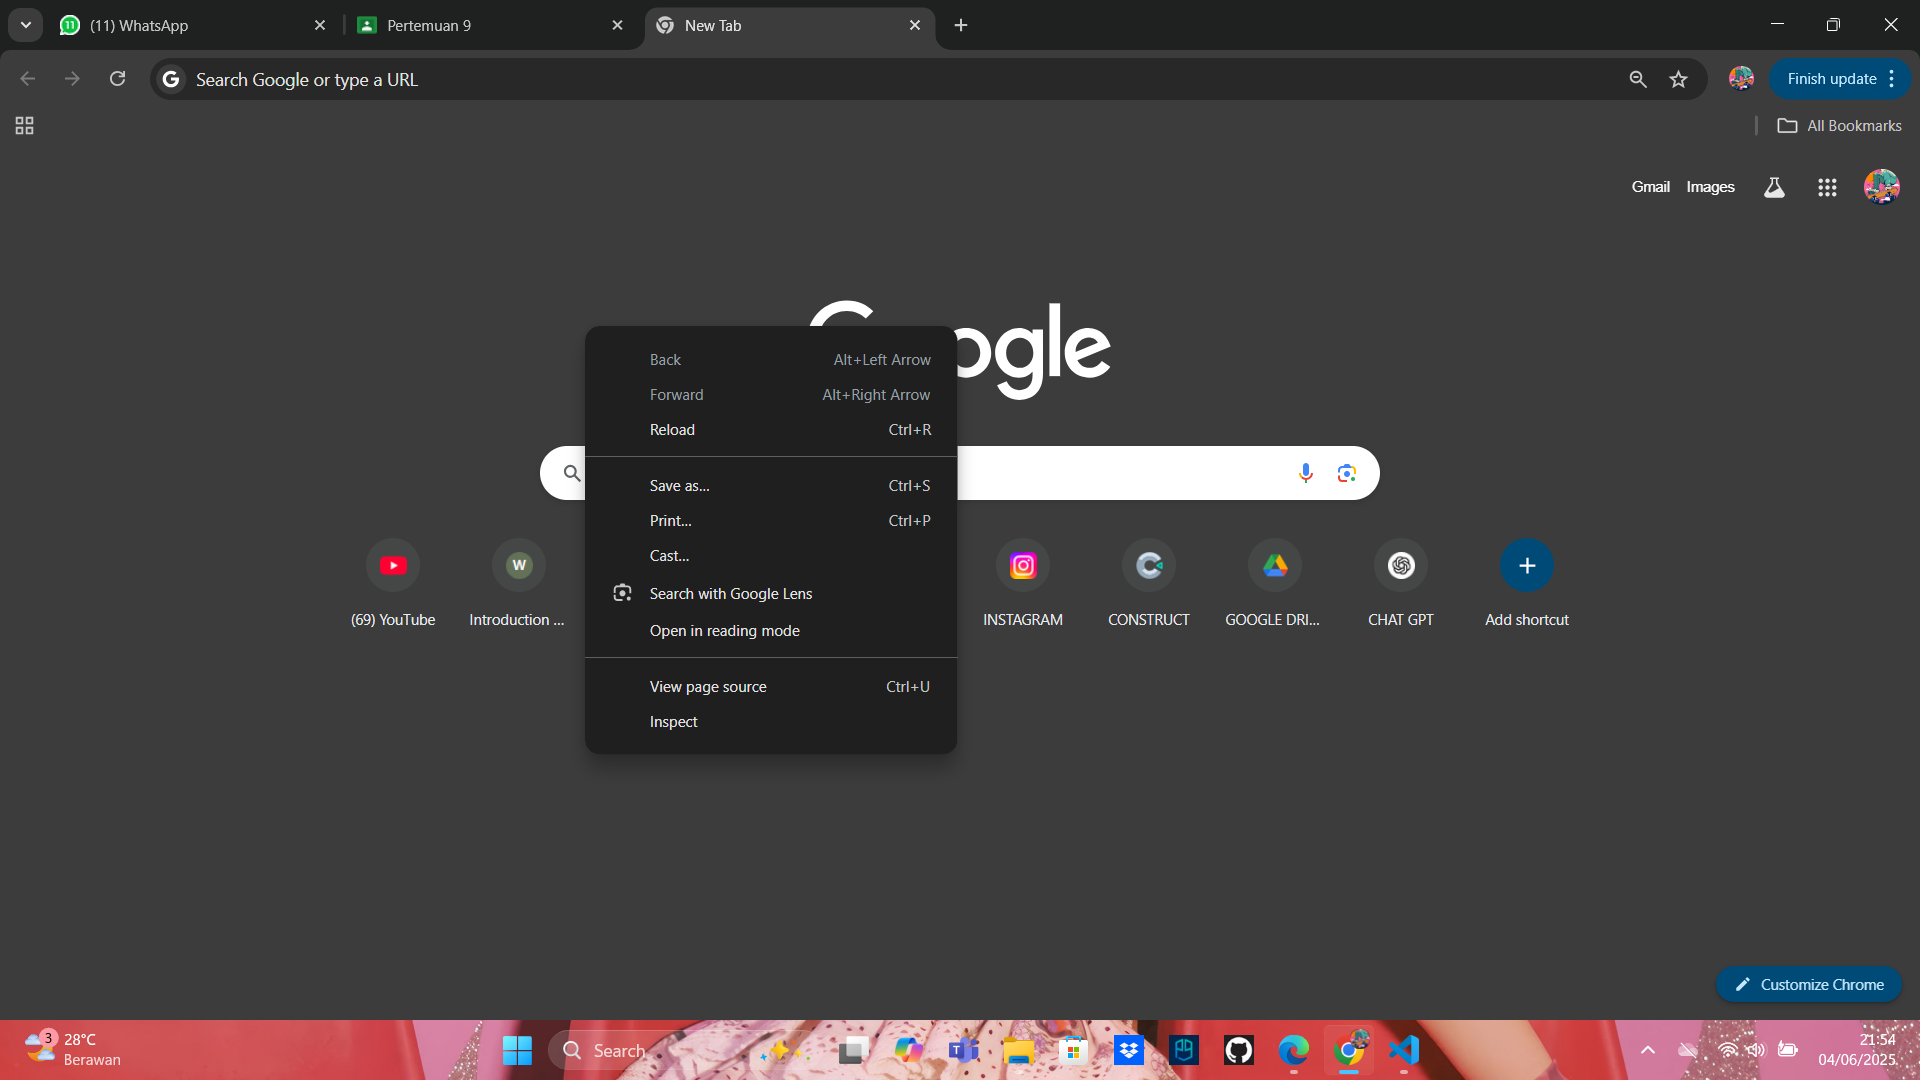 (11) WhatsApp
Pertemuan 9
New Tab
Search Google or type a URL
Finish update
All Bookmarks
Gmail Images
Google
Back Alt+Left Arrow
Forward Alt+Right Arrow
Reload Ctrl+R
Save as... Ctrl+S
Print... Ctrl+P
Cast...
Search with Google Lens
Open in reading mode
View page source Ctrl+U
Inspect
W
(69) YouTube
Introduction ...
INSTAGRAM
CONSTRUCT
GOOGLE DRI...
CHAT GPT
Add shortcut
Customize Chrome
3
28°C
Berawan
Search
21:54
04/06/2025